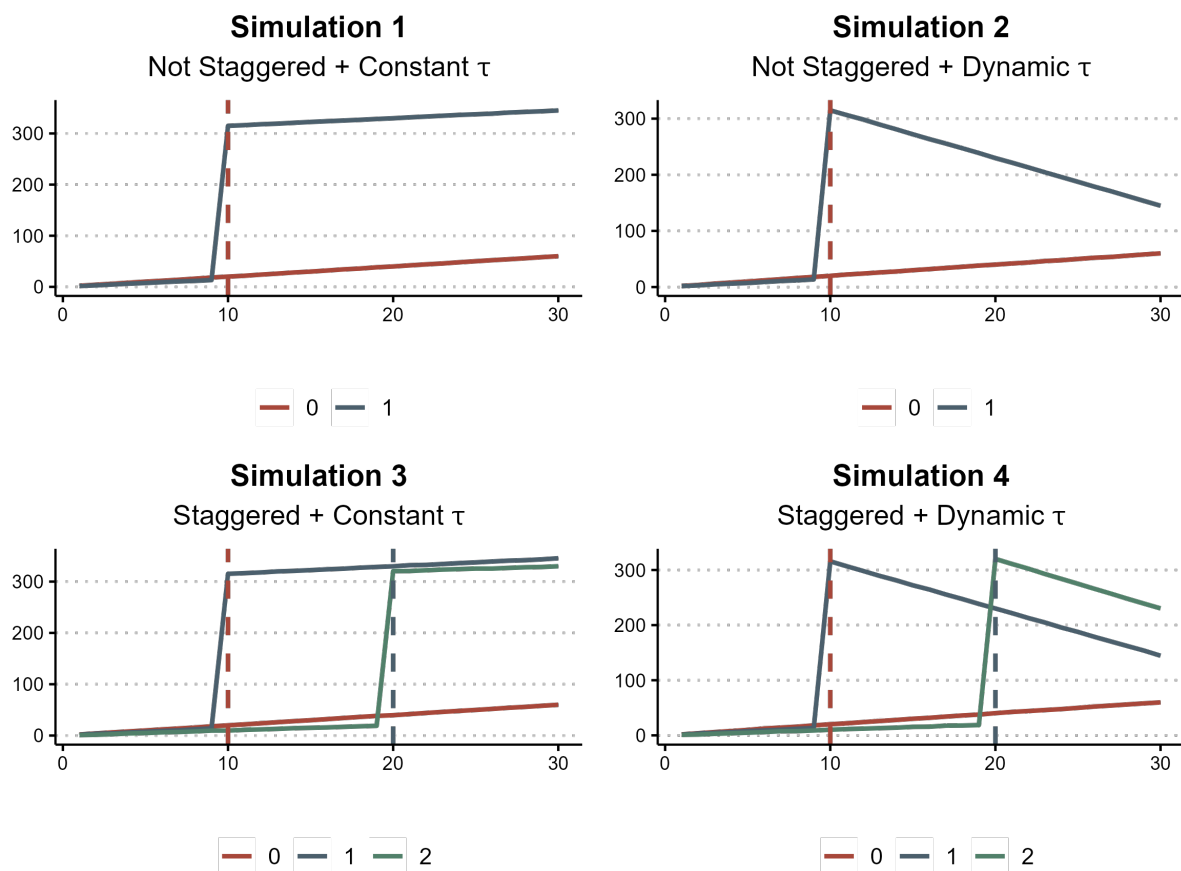 Simulation 1
Not Staggered + Constant τ
300
200
100
0
0 10 20 30
0 1
Simulation 2
Not Staggered + Dynamic τ
300
200
100
0
0 10 20 30
0 1
Simulation 3
Staggered + Constant τ
300
200
100
0
0 10 20 30
0 1 2
Simulation 4
Staggered + Dynamic τ
300
200
100
0
0 10 20 30
0 1 2